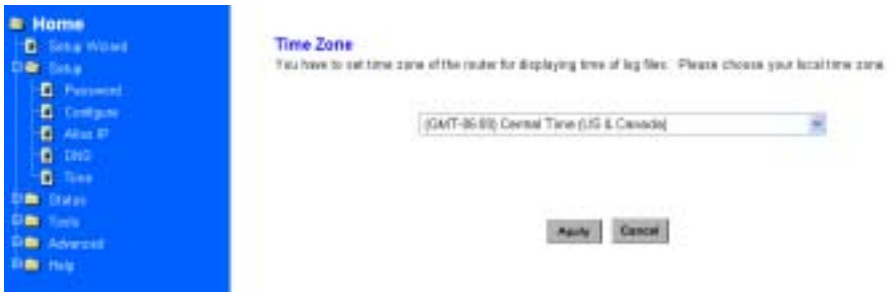 Home
Setup Wizard
Setup
Password
Configure
Alias IP
DNS
Time
Status
Tools
Advanced
Help
Time Zone
You have to set time zone of the router for displaying time of log files. Please choose your local time zone.
(GMT-06:00) Central Time (US & Canada)
Apply Cancel